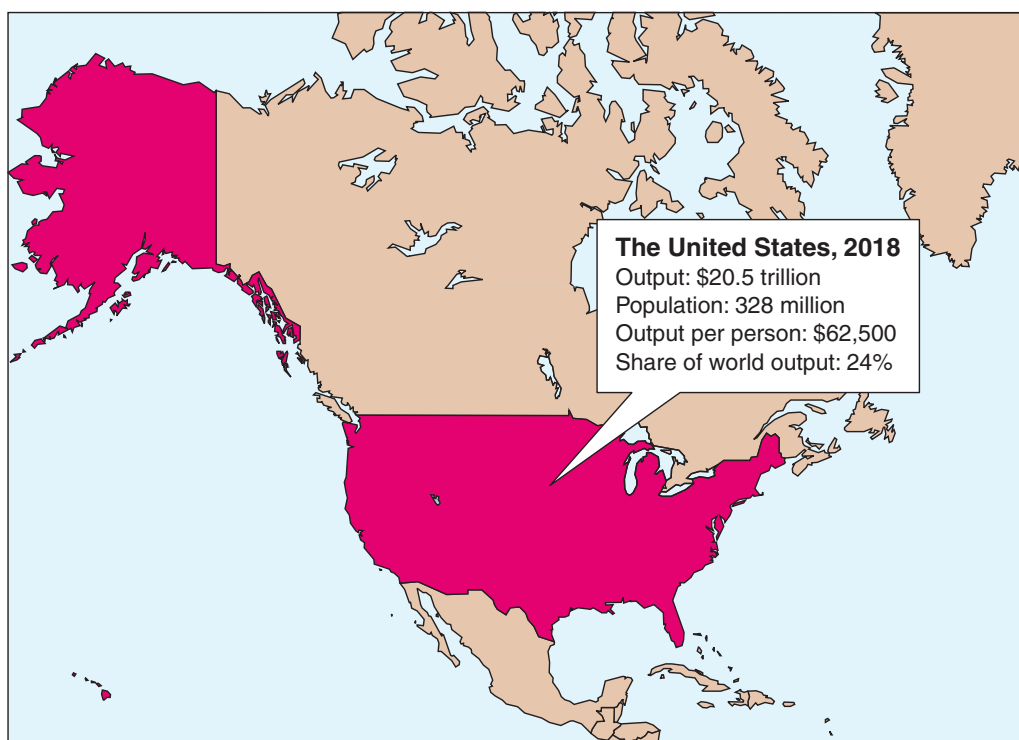 The United States, 2018
Output: $20.5 trillion
Population: 328 million
Output per person: $62,500
Share of world output: 24%